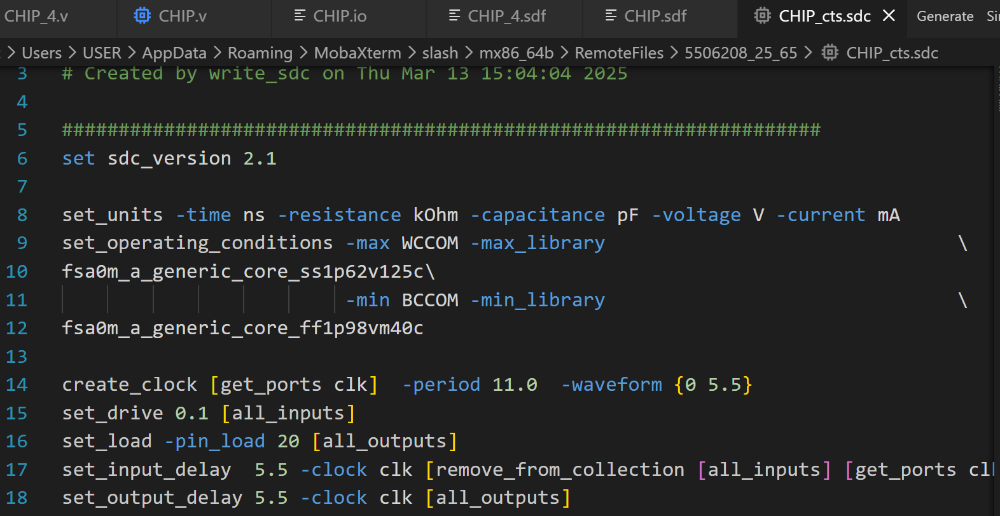 CHIP_4.v CHIP.v CHIP.io CHIP_4.sdf CHIP.sdf CHIP_cts.sdc Generate
> Users > USER > AppData > Roaming > MobaXterm > slash > mx86_64b > RemoteFiles > 5506208_25_65 > CHIP_cts.sdc
3 # Created by write_sdc on Thu Mar 13 15:04:04 2025
4
5 ###################################################################
6 set sdc_version 2.1
7
8 set_units -time ns -resistance kOhm -capacitance pF -voltage V -current mA
9 set_operating_conditions -max WCCOM -max_library \
10 fsa0m_a_generic_core_ss1p62v125c\
11 -min BCCOM -min_library \
12 fsa0m_a_generic_core_ff1p98vm40c
13
14 create_clock [get_ports clk] -period 11.0 -waveform {0 5.5}
15 set_drive 0.1 [all_inputs]
16 set_load -pin_load 20 [all_outputs]
17 set_input_delay 5.5 -clock clk [remove_from_collection [all_inputs] [get_ports
18 set_output_delay 5.5 -clock clk [all_outputs]